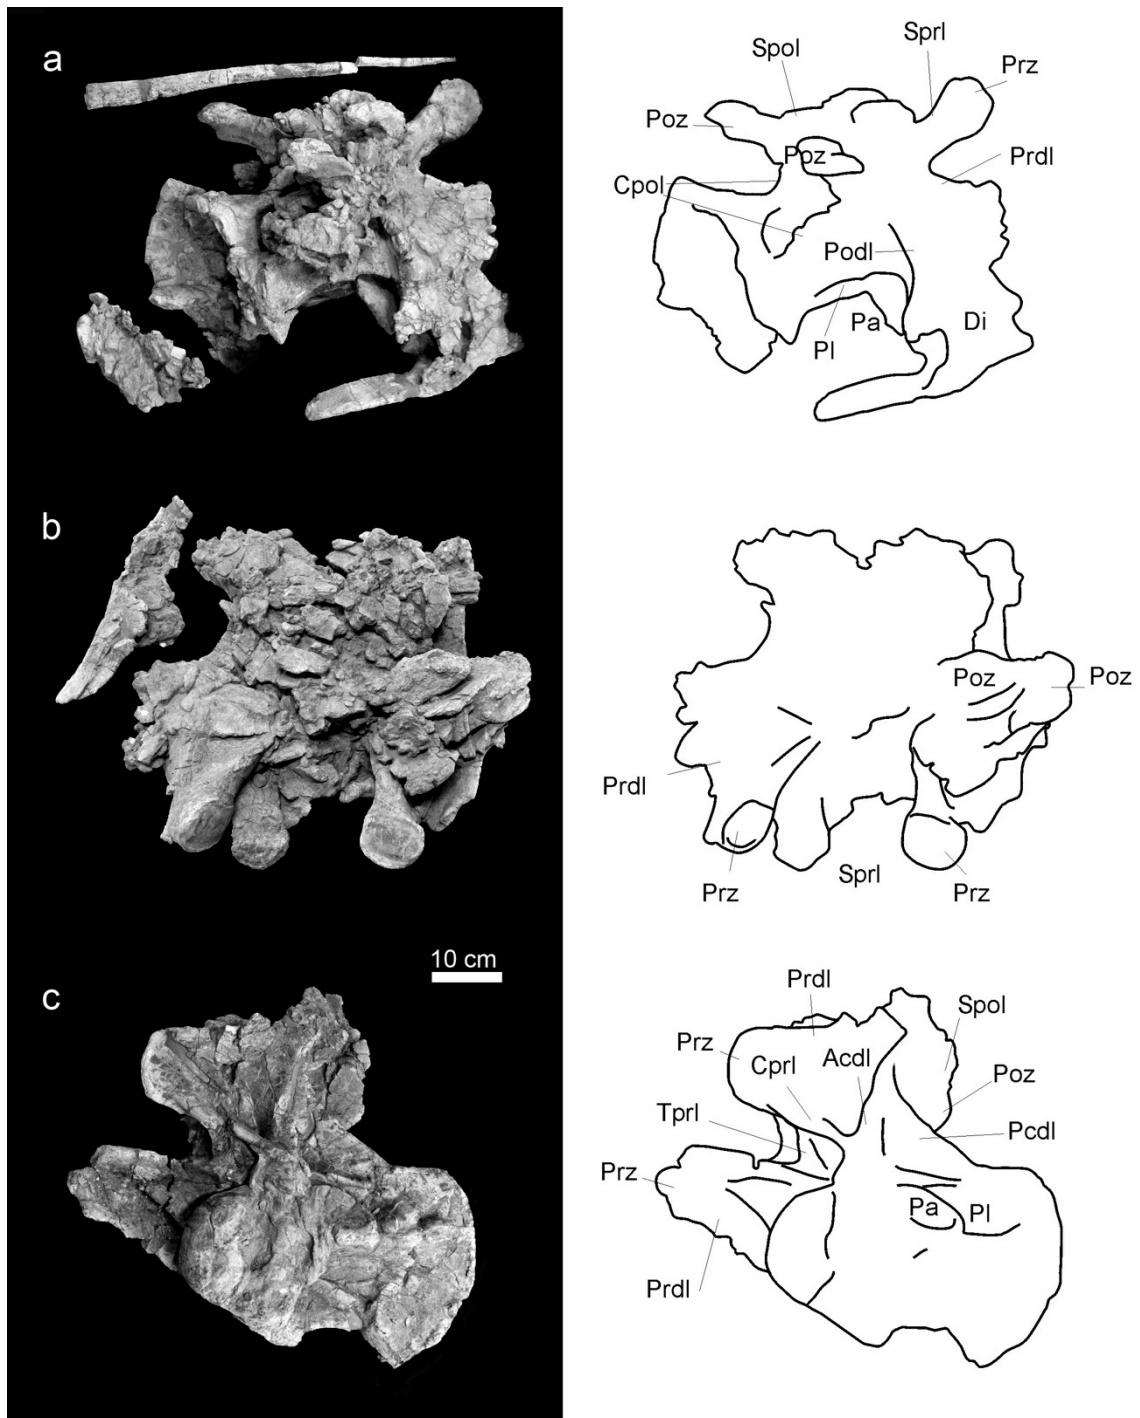 a
Spol
Sprl
Prz
Poz
Poz
Prdl
Cpol
Podl
Pa
Di
Pl
b
Poz
Poz
Prdl
Sprl
Prz
Prz
10 cm
c
Prdl
Spol
Prz
Acdl
Cprl
Poz
Tprl
Pcdl
Prz
Pa
Pl
Prdl